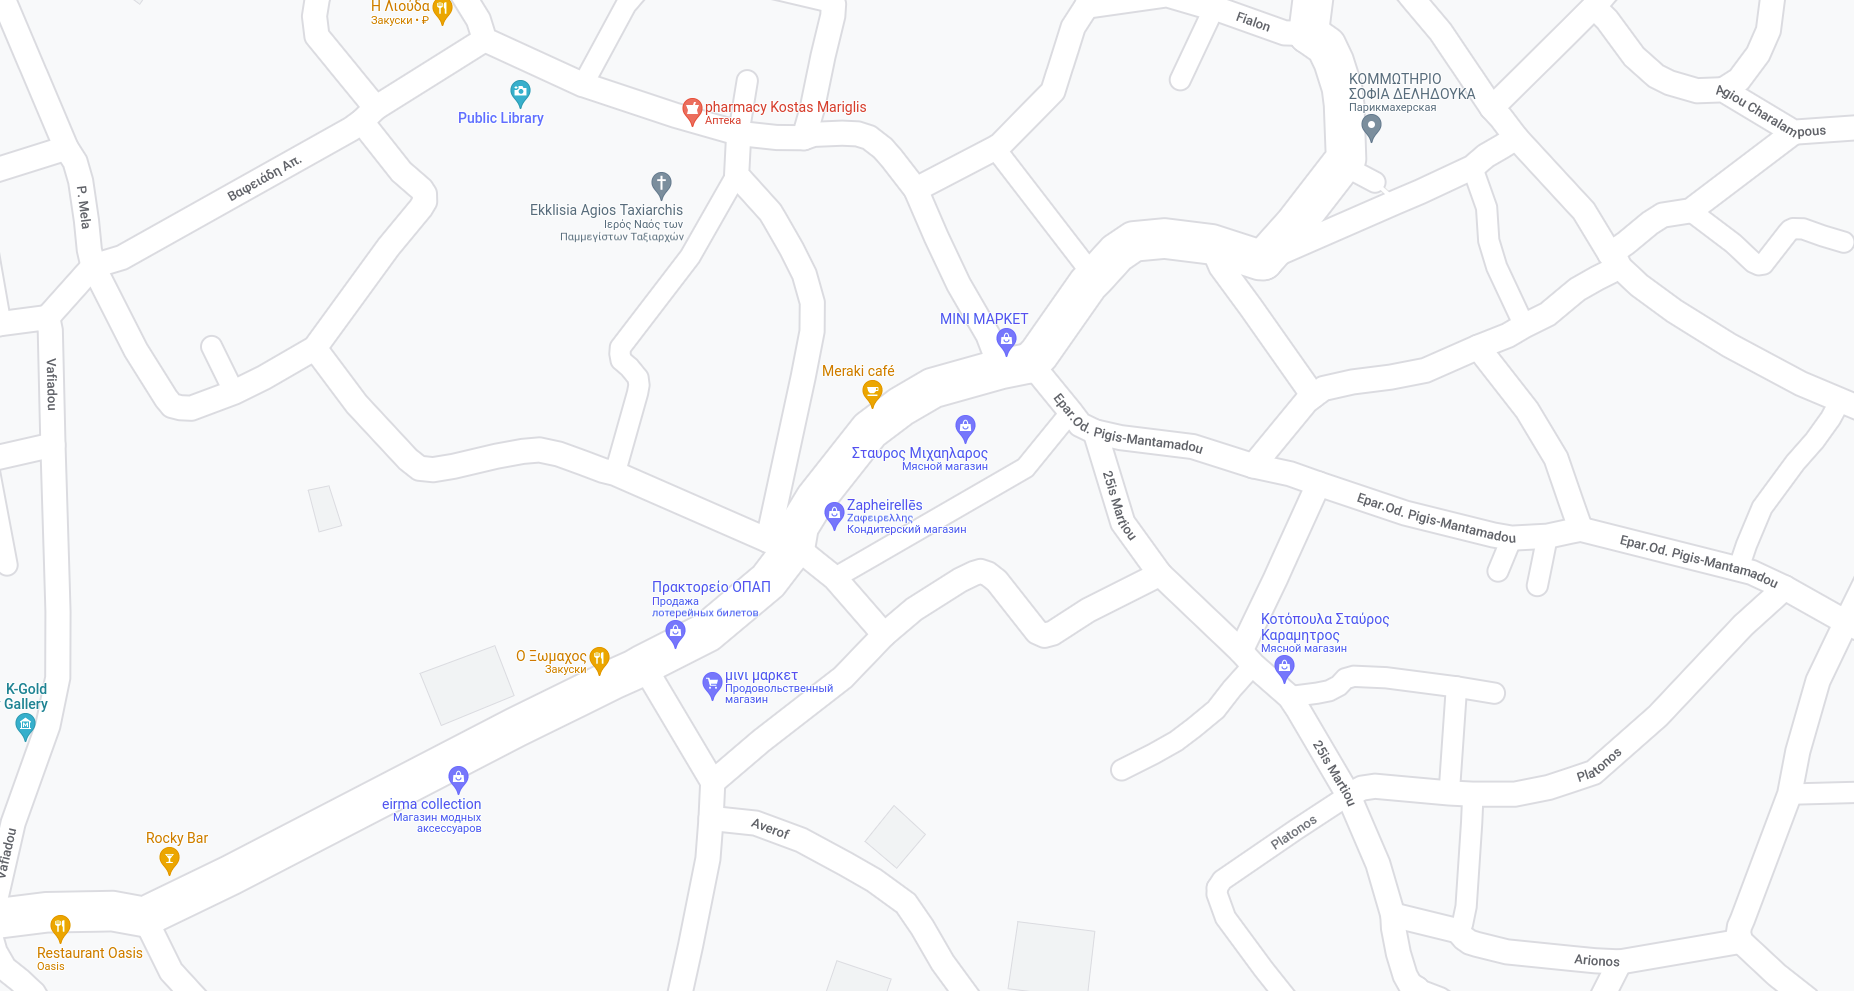 Η Λιούδα
Закуски • ₽
Fialon
ΚΟΜΜΩΤΗΡΙΟ
ΣΟΦΙΑ ΔΕΛΗΔΟΥΚΑ
Парикмахерская
Agiou Charalampous
Public Library
pharmacy Kostas Mariglis
Аптека
Βαφειάδη Απ.
P. Mela
Ekklisia Agios Taxiarchis
Ιερός Ναός των
Παμμεγίστων Ταξιαρχών
ΜΙΝΙ ΜΑΡΚΕΤ
Meraki café
Vafiadou
Epar.Od. Pigis-Mantamadou
Σταυρος Μιχαηλαρος
Мясной магазин
25is Martiou
Zapheirellēs
Ζαφειρελλης
Кондитерский магазин
Epar.Od. Pigis-Mantamadou
Epar.Od. Pigis-Mantamadou
Πρακτορείο ΟΠΑΠ
Продажа
лотерейных билетов
Κοτόπουλα Σταύρος
Καραμητρος
Мясной магазин
Ο Ξωμαχος
Закуски
μινι μαρκετ
Продовольственный
магазин
K-Gold
Gallery
25is Martiou
Platonos
eirma collection
Магазин модных
аксессуаров
Averof
Platonos
Rocky Bar
Vafiadou
Restaurant Oasis
Oasis
Arionos